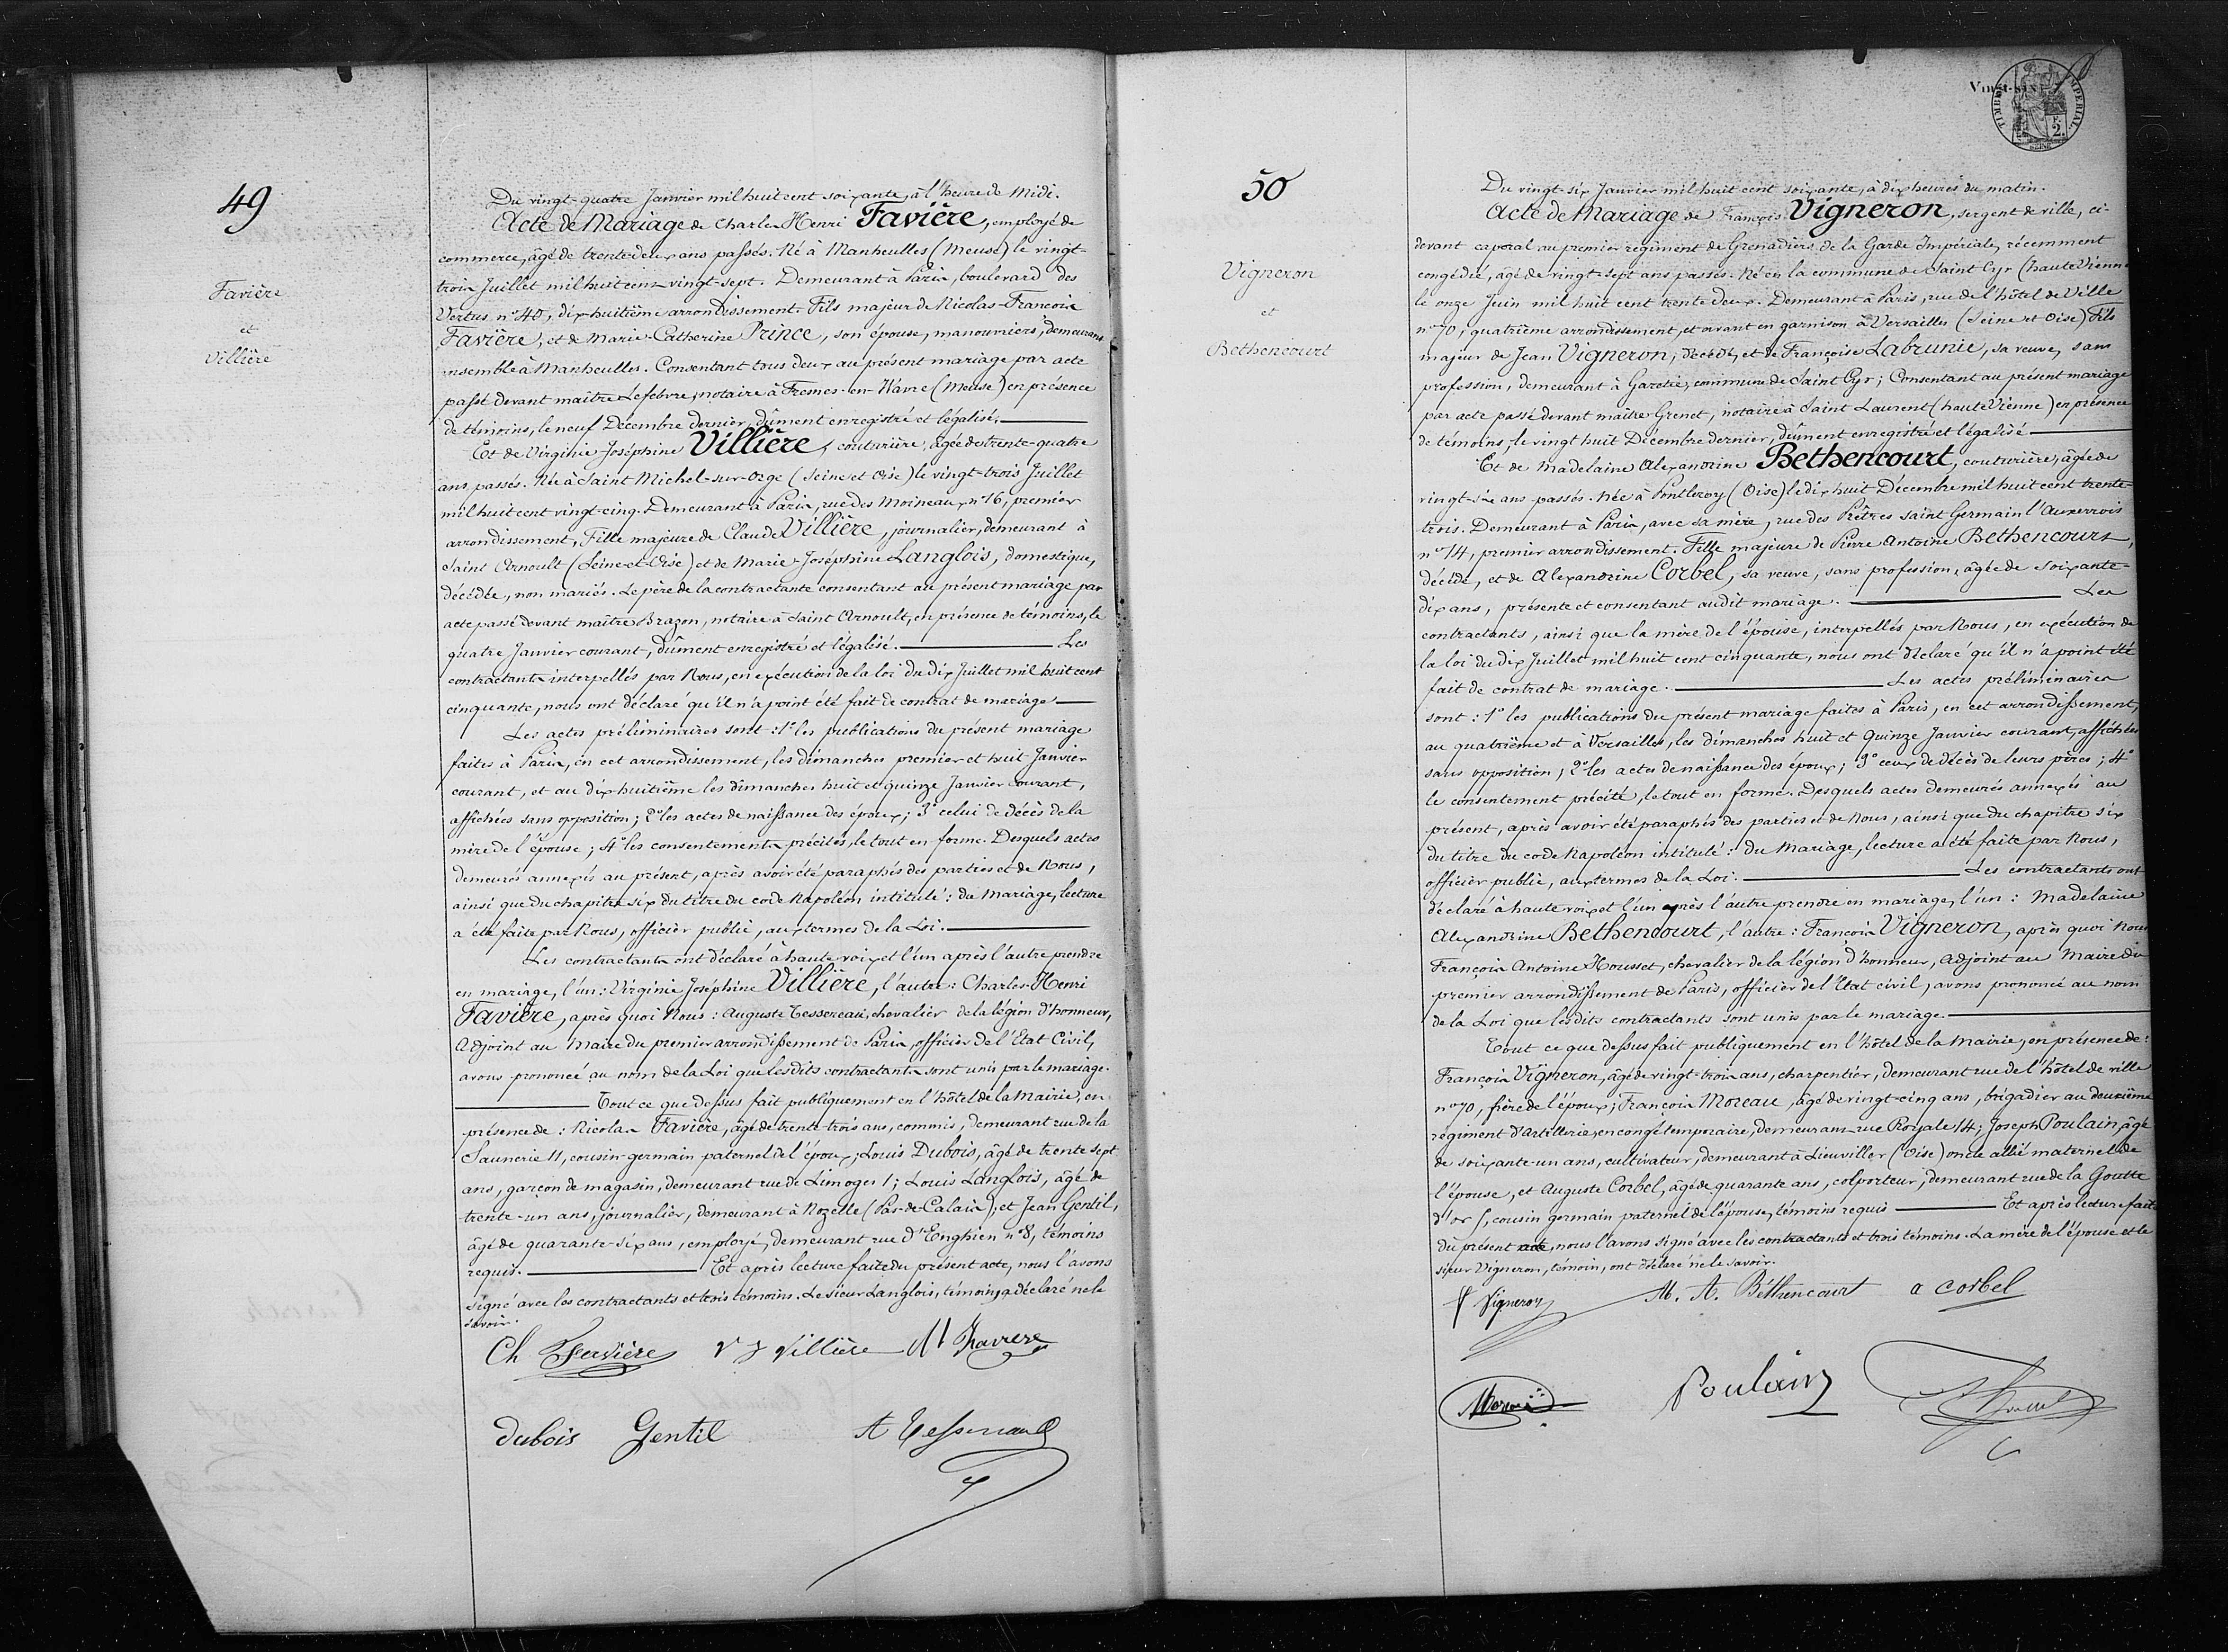 49
Favière
et
Villière
Du vingt-quatre Janvier mil huit cent soixante, à l'heure de Midi.
Acte de Mariage de Charles Henri Favière, employé de
commerce, âgé de trente-deux ans passés. Né à Manheulles (Meuse) le vingt-
trois Juillet mil huit cent vingt-sept. Demeurant à Paris, boulevard des
Vertus n° 40, dix-huitième arrondissement. Fils majeur de Nicolas-François
Favière, et de Marie-Catherine Prince, son épouse, manouvriers, demeurans
ensemble à Manheulles. Consentant tous deux au présent mariage par acte
passé devant maître Lefebvre, notaire à Fresnes-en-Wavre (Meuse) en présence
de témoins, le neuf Décembre dernier, dûment enregistré et légalisé.
Et de Virginie Joséphine Villière, couturière, âgée de trente-quatre
ans passés. Née à Saint Michel-sur-Orge (Seine et Oise) le vingt-trois Juillet
mil huit cent vingt-cinq. Demeurant à Paris, rue des Moineaux n° 16, premier
arrondissement, Fille majeure de Claude Villière, journalier, demeurant à
Saint Arnoult (Seine-et-Oise) et de Marie-Joséphine Langlois, domestique,
décédée, non mariés. Le père de la contractante consentant au présent mariage par
acte passé devant maître Brazon, notaire à Saint Arnoult, en présence de témoins, le
quatre Janvier courant, dûment enregistré et légalisé. Les
contractants interpellés par Nous, en exécution de la loi du dix Juillet mil huit cent
cinquante, nous ont déclaré qu'il n'a point été fait de contrat de mariage
Les actes préliminaires sont : 1° les publications du présent mariage
faites à Paris, en cet arrondissement, les dimanches premier et huit Janvier
courant, et au dix-huitième les dimanches huit et quinze Janvier courant,
affichées sans opposition ; 2° les actes de naissance des époux ; 3° celui de décès de la
mère de l'épouse ; 4° les consentements précités, le tout en forme. Desquels actes
demeurés annexés au présent, après avoir été paraphés des parties et de Nous,
ainsi que du chapitre six du titre du code Napoléon intitulé : du Mariage, lecture
a été faite par Nous, officier public, aux termes de la Loi.
Les contractants ont déclaré à haute voix et l'un après l'autre prendre
en mariage, l'un : Virginie Joséphine Villière, l'autre : Charles-Henri
Favière, après quoi Nous : Auguste Tessereau, chevalier de la légion d'honneur,
Adjoint au Maire du premier arrondissement de Paris, officier de l'Etat Civil,
avons prononcé au nom de la Loi que lesdits contractants sont unis par le mariage.
Tout ce que dessus fait publiquement en l'hôtel de la Mairie, en
présence de : Nicolas Favière, âgé de trente trois ans, commis, demeurant rue de la
Saunerie 11, cousin-germain paternel de l'époux ; Louis Dubois, âgé de trente sept
ans, garçon de magasin, demeurant rue de Limoges 1 ; Louis Langlois, âgé de
trente-un ans, journalier, demeurant à Nozelle (Pas-de-Calais), et Jean Gentil,
âgé de quarante-six ans, employé, demeurant rue d'Enghien n° 8, témoins
requis. Et après lecture faite du présent acte, nous l'avons
signé avec les contractants et trois témoins. Le sieur Langlois, témoin, a déclaré ne le
savoir.
Ch Favière V J Villière N Faviere
Dubois Gentil A Tessereau
Vingt-six
TIMBRE IMPERIAL
2
SEINE
50
Vigneron
et
Bethencourt
Du vingt-six Janvier mil huit cent soixante, à dix heures du matin.
Acte de Mariage de François Vigneron, sergent de ville, ci-
devant caporal au premier régiment de Grenadiers de la Garde Impériale, récemment
congédié, âgé de vingt-sept ans passés. Né en la commune de Saint Cyr (haute Vienne
le onze Juin mil huit cent trente deux. Demeurant à Paris, rue de l'hôtel de Ville
n° 70, quatrième arrondissement, et avant en garnison à Versailles (Seine et Oise) Fils
majeur de Jean Vigneron, décédé, et de Françoise Labrunie, sa veuve, sans
profession, demeurant à Garotie, commune de Saint Cyr ; Consentant au présent mariage
par acte passé devant maître Grenet, notaire à Saint Laurent (haute Vienne) en présence
de témoins, le vingt huit Décembre dernier, dûment enregistré et légalisé
Et de Madelaine Alexandrine Bethencourt, couturière, âgée de
vingt-six ans passés. Née à Pontleroy (Oise) le dix huit Décembre mil huit cent trente-
trois. Demeurant à Paris, avec sa mère, rue des Prêtres Saint Germain l'Auxerrois
n° 14, premier arrondissement. Fille majeure de Pierre Antoine Bethencourt,
décédé, et de Alexandrine Corbel, sa veuve, sans profession, âgée de soixante-
dix ans, présente et consentant audit mariage. Les
contractants, ainsi que la mère de l'épouse, interpellés par Nous, en exécution de
la loi du dix Juillet mil huit cent cinquante, nous ont déclaré qu'il n'a point été
fait de contrat de mariage. Les actes préliminaires
sont : 1° les publications du présent mariage faites à Paris, en cet arrondissement,
au quatrième et à Versailles, les dimanches huit et quinze Janvier courant, affichées
sans opposition ; 2° les actes de naissance des époux ; 3° ceux de décès de leurs pères ; 4°
le consentement précité, le tout en forme. Desquels actes demeurés annexés au
présent, après avoir été paraphés des parties et de Nous, ainsi que du chapitre six
du titre du code Napoléon intitulé : du Mariage, lecture a été faite par Nous,
officier public, aux termes de la Loi. Les contractants ont
déclaré à haute voix et l'un après l'autre prendre en mariage, l'un : Madelaine
Alexandrine Bethencourt, l'autre : François Vigneron, après quoi Nous
François Antoine Housset, chevalier de la légion d'honneur, Adjoint au Maire du
premier arrondissement de Paris, officier de l'Etat civil, avons prononcé au nom
de la Loi que lesdits contractants sont unis par le mariage.
Tout ce que dessus fait publiquement en l'hôtel de la Mairie, en présence de :
François Vigneron, âgé de vingt-trois ans, charpentier, demeurant rue de l'hôtel de ville
n° 70, frère de l'époux ; François Moreau, âgé de vingt-cinq ans, brigadier au deuxième
régiment d'artillerie, en congé temporaire, demeurant rue Royale 14 ; Joseph Poulain, âgé
de soixante-un ans, cultivateur, demeurant à Lieuviller (Oise) oncle allié maternel de
l'épouse, et Auguste Corbel, âgé de quarante ans, colporteur, demeurant rue de la Goutte
d'or, cousin germain paternel de l'épouse, témoins requis Et après lecture faite
du présent acte, nous l'avons signé avec les contractants et trois témoins. La mère de l'épouse et le
sieur Vigneron, témoin, ont déclaré ne le savoir.
f Vigneron M. A. Béthencourt a corbel
Moreau Poulain